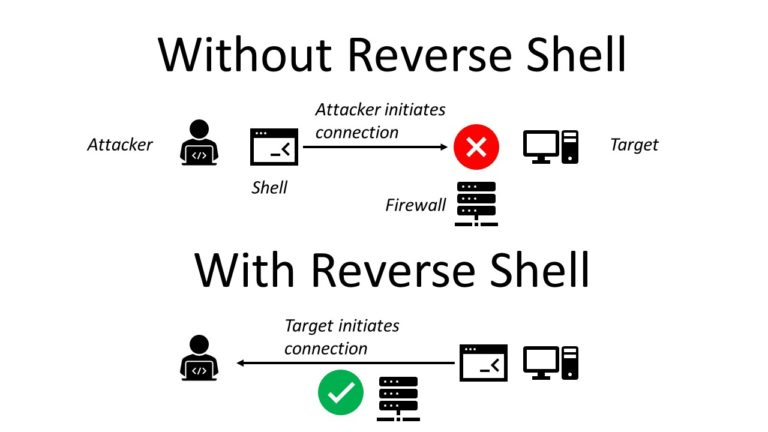 Without Reverse Shell
Attacker initiates
connection
Attacker
Target
Shell
Firewall
With Reverse Shell
Target initiates
connection